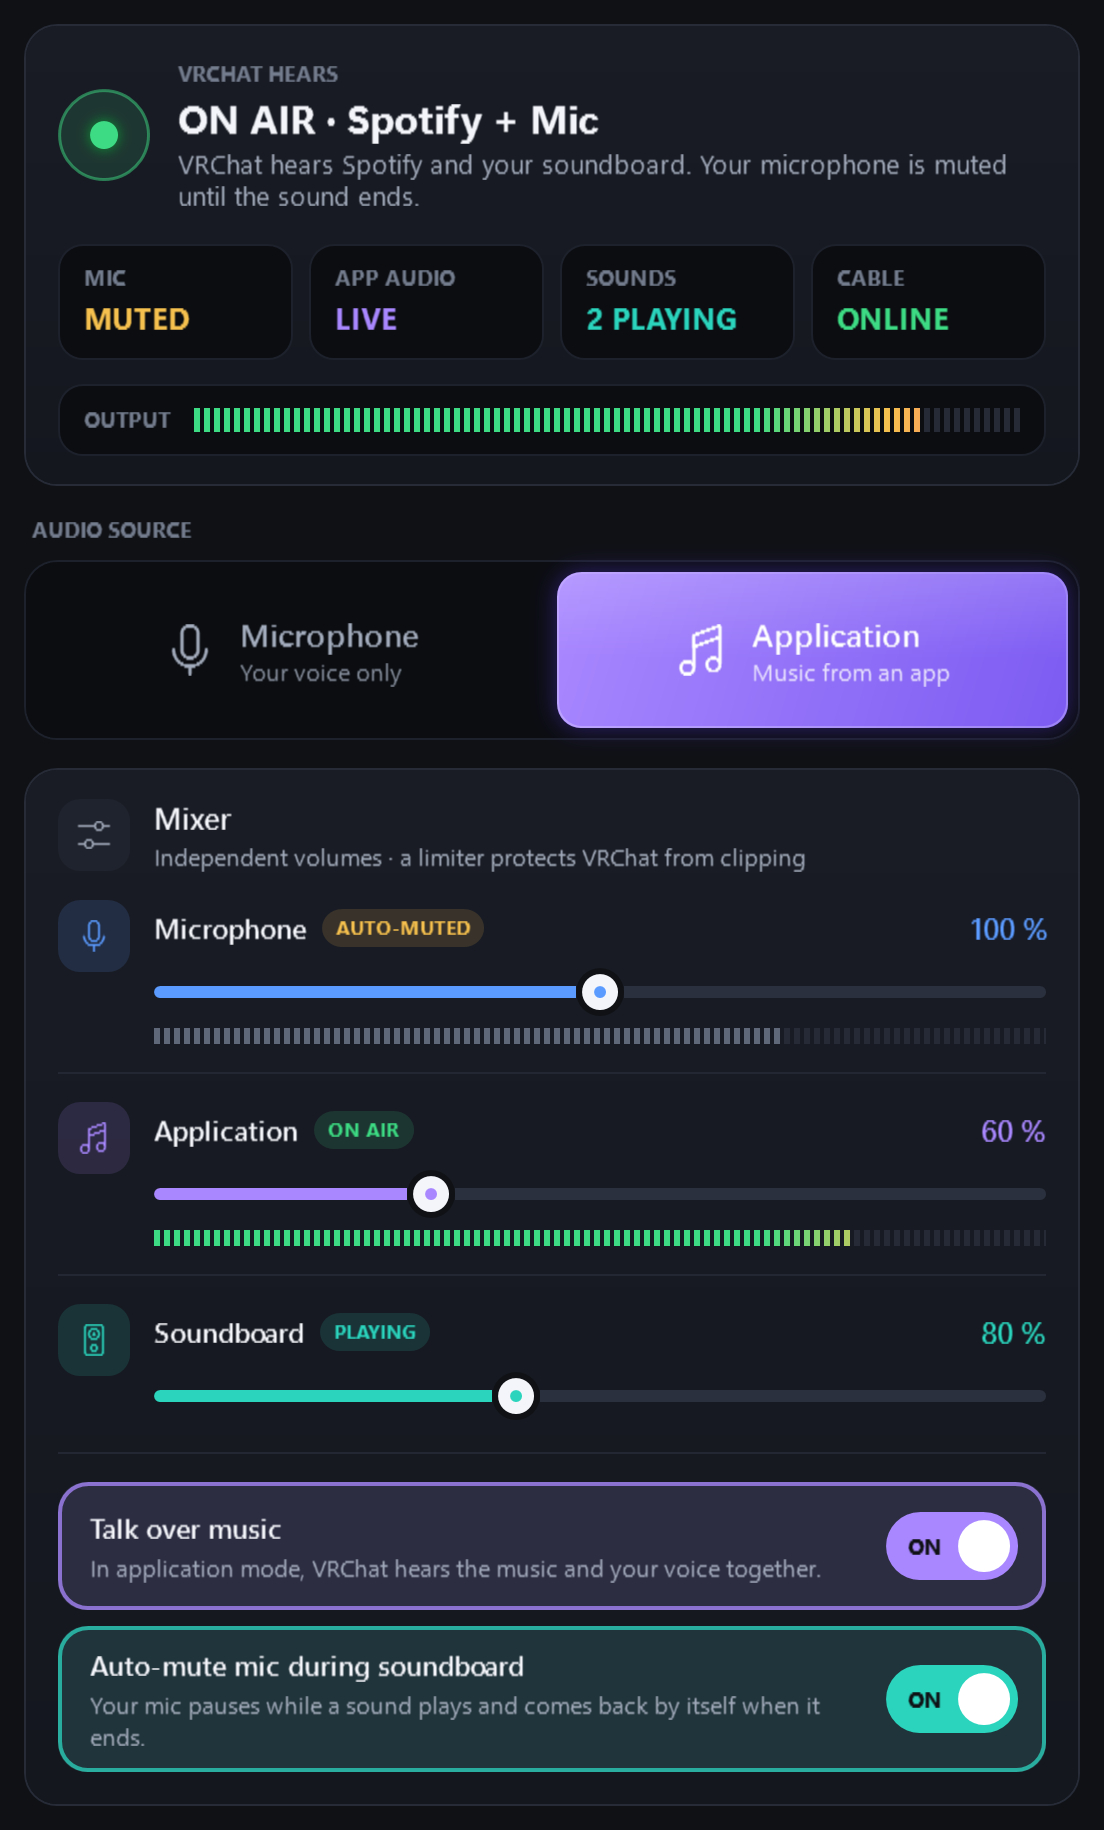 VRCHAT HEARS
ON AIR · Spotify + Mic
VRChat hears Spotify and your soundboard. Your microphone is muted
until the sound ends.
MIC
MUTED
APP AUDIO
LIVE
SOUNDS
2 PLAYING
CABLE
ONLINE
OUTPUT
AUDIO SOURCE
Microphone
Your voice only
Application
Music from an app
Mixer
Independent volumes · a limiter protects VRChat from clipping
Microphone AUTO-MUTED 100 %
Application ON AIR 60 %
Soundboard PLAYING 80 %
Talk over music
In application mode, VRChat hears the music and your voice together.
ON
Auto-mute mic during soundboard
Your mic pauses while a sound plays and comes back by itself when it
ends.
ON